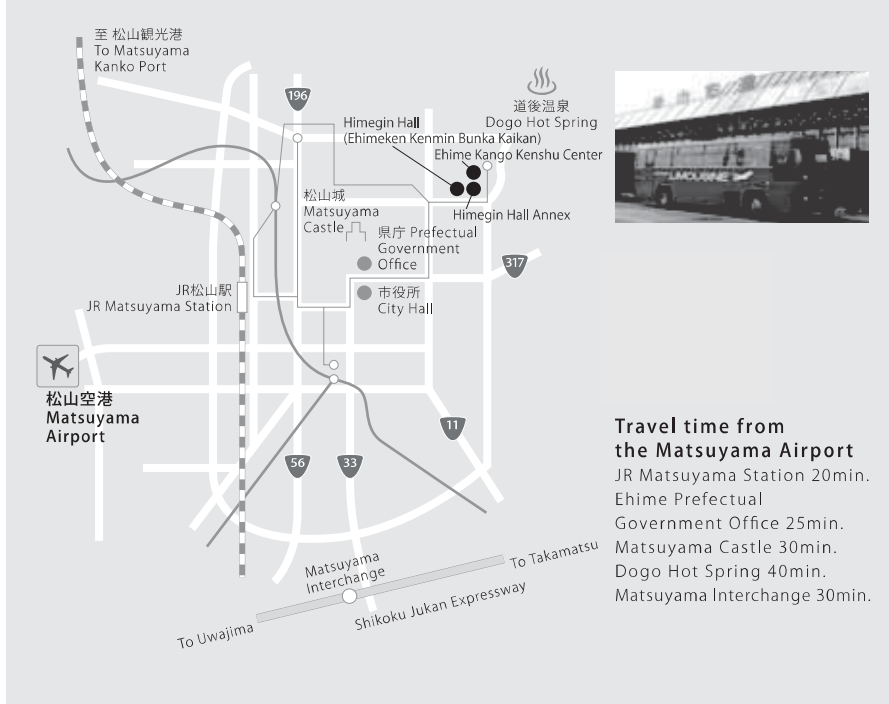 至 松山観光港
To Matsuyama
Kanko Port
196
道後温泉
Dogo Hot Spring
Himegin Hall
(Ehimeken Kenmin Bunka Kaikan)
Ehime Kango Kenshu Center
Himegin Hall Annex
松山城
Matsuyama
Castle
県庁 Prefectual
Government
Office
317
市役所
City Hall
JR松山駅
JR Matsuyama Station
松山空港
Matsuyama
Airport
11
56
33
Matsuyama
Interchange
To Takamatsu
Shikoku Jukan Expressway
To Uwajima
LIMOUSINE
Travel time from
the Matsuyama Airport
JR Matsuyama Station 20min.
Ehime Prefectual
Government Office 25min.
Matsuyama Castle 30min.
Dogo Hot Spring 40min.
Matsuyama Interchange 30min.